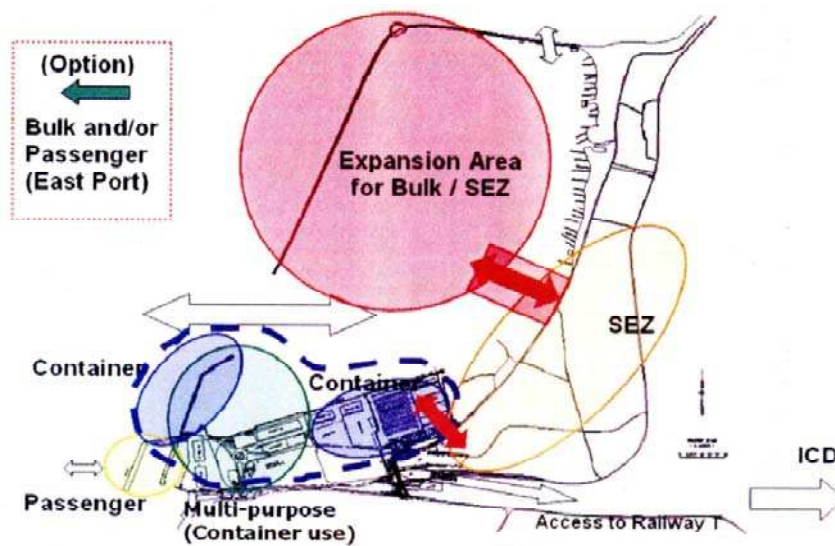 (Option)
Bulk and/or
Passenger
(East Port)
Expansion Area
for Bulk / SEZ
SEZ
Container
Container
Passenger
Multi-purpose
(Container use)
ICD
Access to Railway T